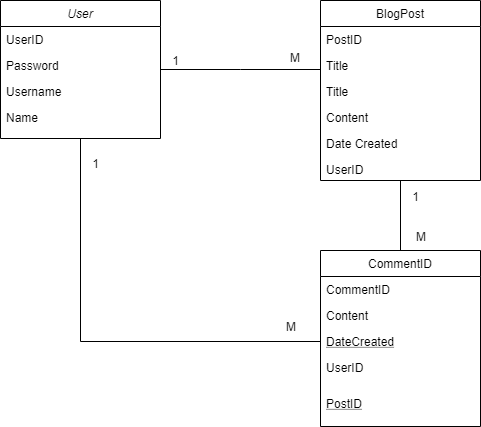 User
UserID
Password
Username
Name
1
M
BlogPost
PostID
Title
Title
Content
Date Created
UserID
1
M
1
M
CommentID
CommentID
Content
DateCreated
UserID
PostID